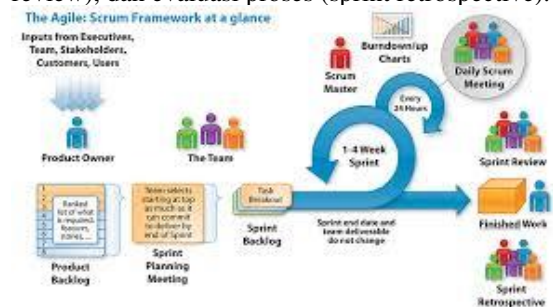 review), dan evaluasi proses (sprint retrospective).
The Agile: Scrum Framework at a glance
Inputs from Executives,
Team, Stakeholders,
Customers, Users
Product Owner
The Team
Scrum
Master
Burndown/up
Charts
Every
24 Hours
Daily Scrum
Meeting
1-4 Week
Sprint
Sprint Review
1
2
Ranked
list of what
is required:
features,
stories, ...
Product
Backlog
Team selects
starting at top
as much as it
can commit
to deliver by
end of Sprint
Sprint
Planning
Meeting
Task
Breakout
Sprint
Backlog
Sprint end date and
team deliverable
do not change
Finished Work
Sprint
Retrospective